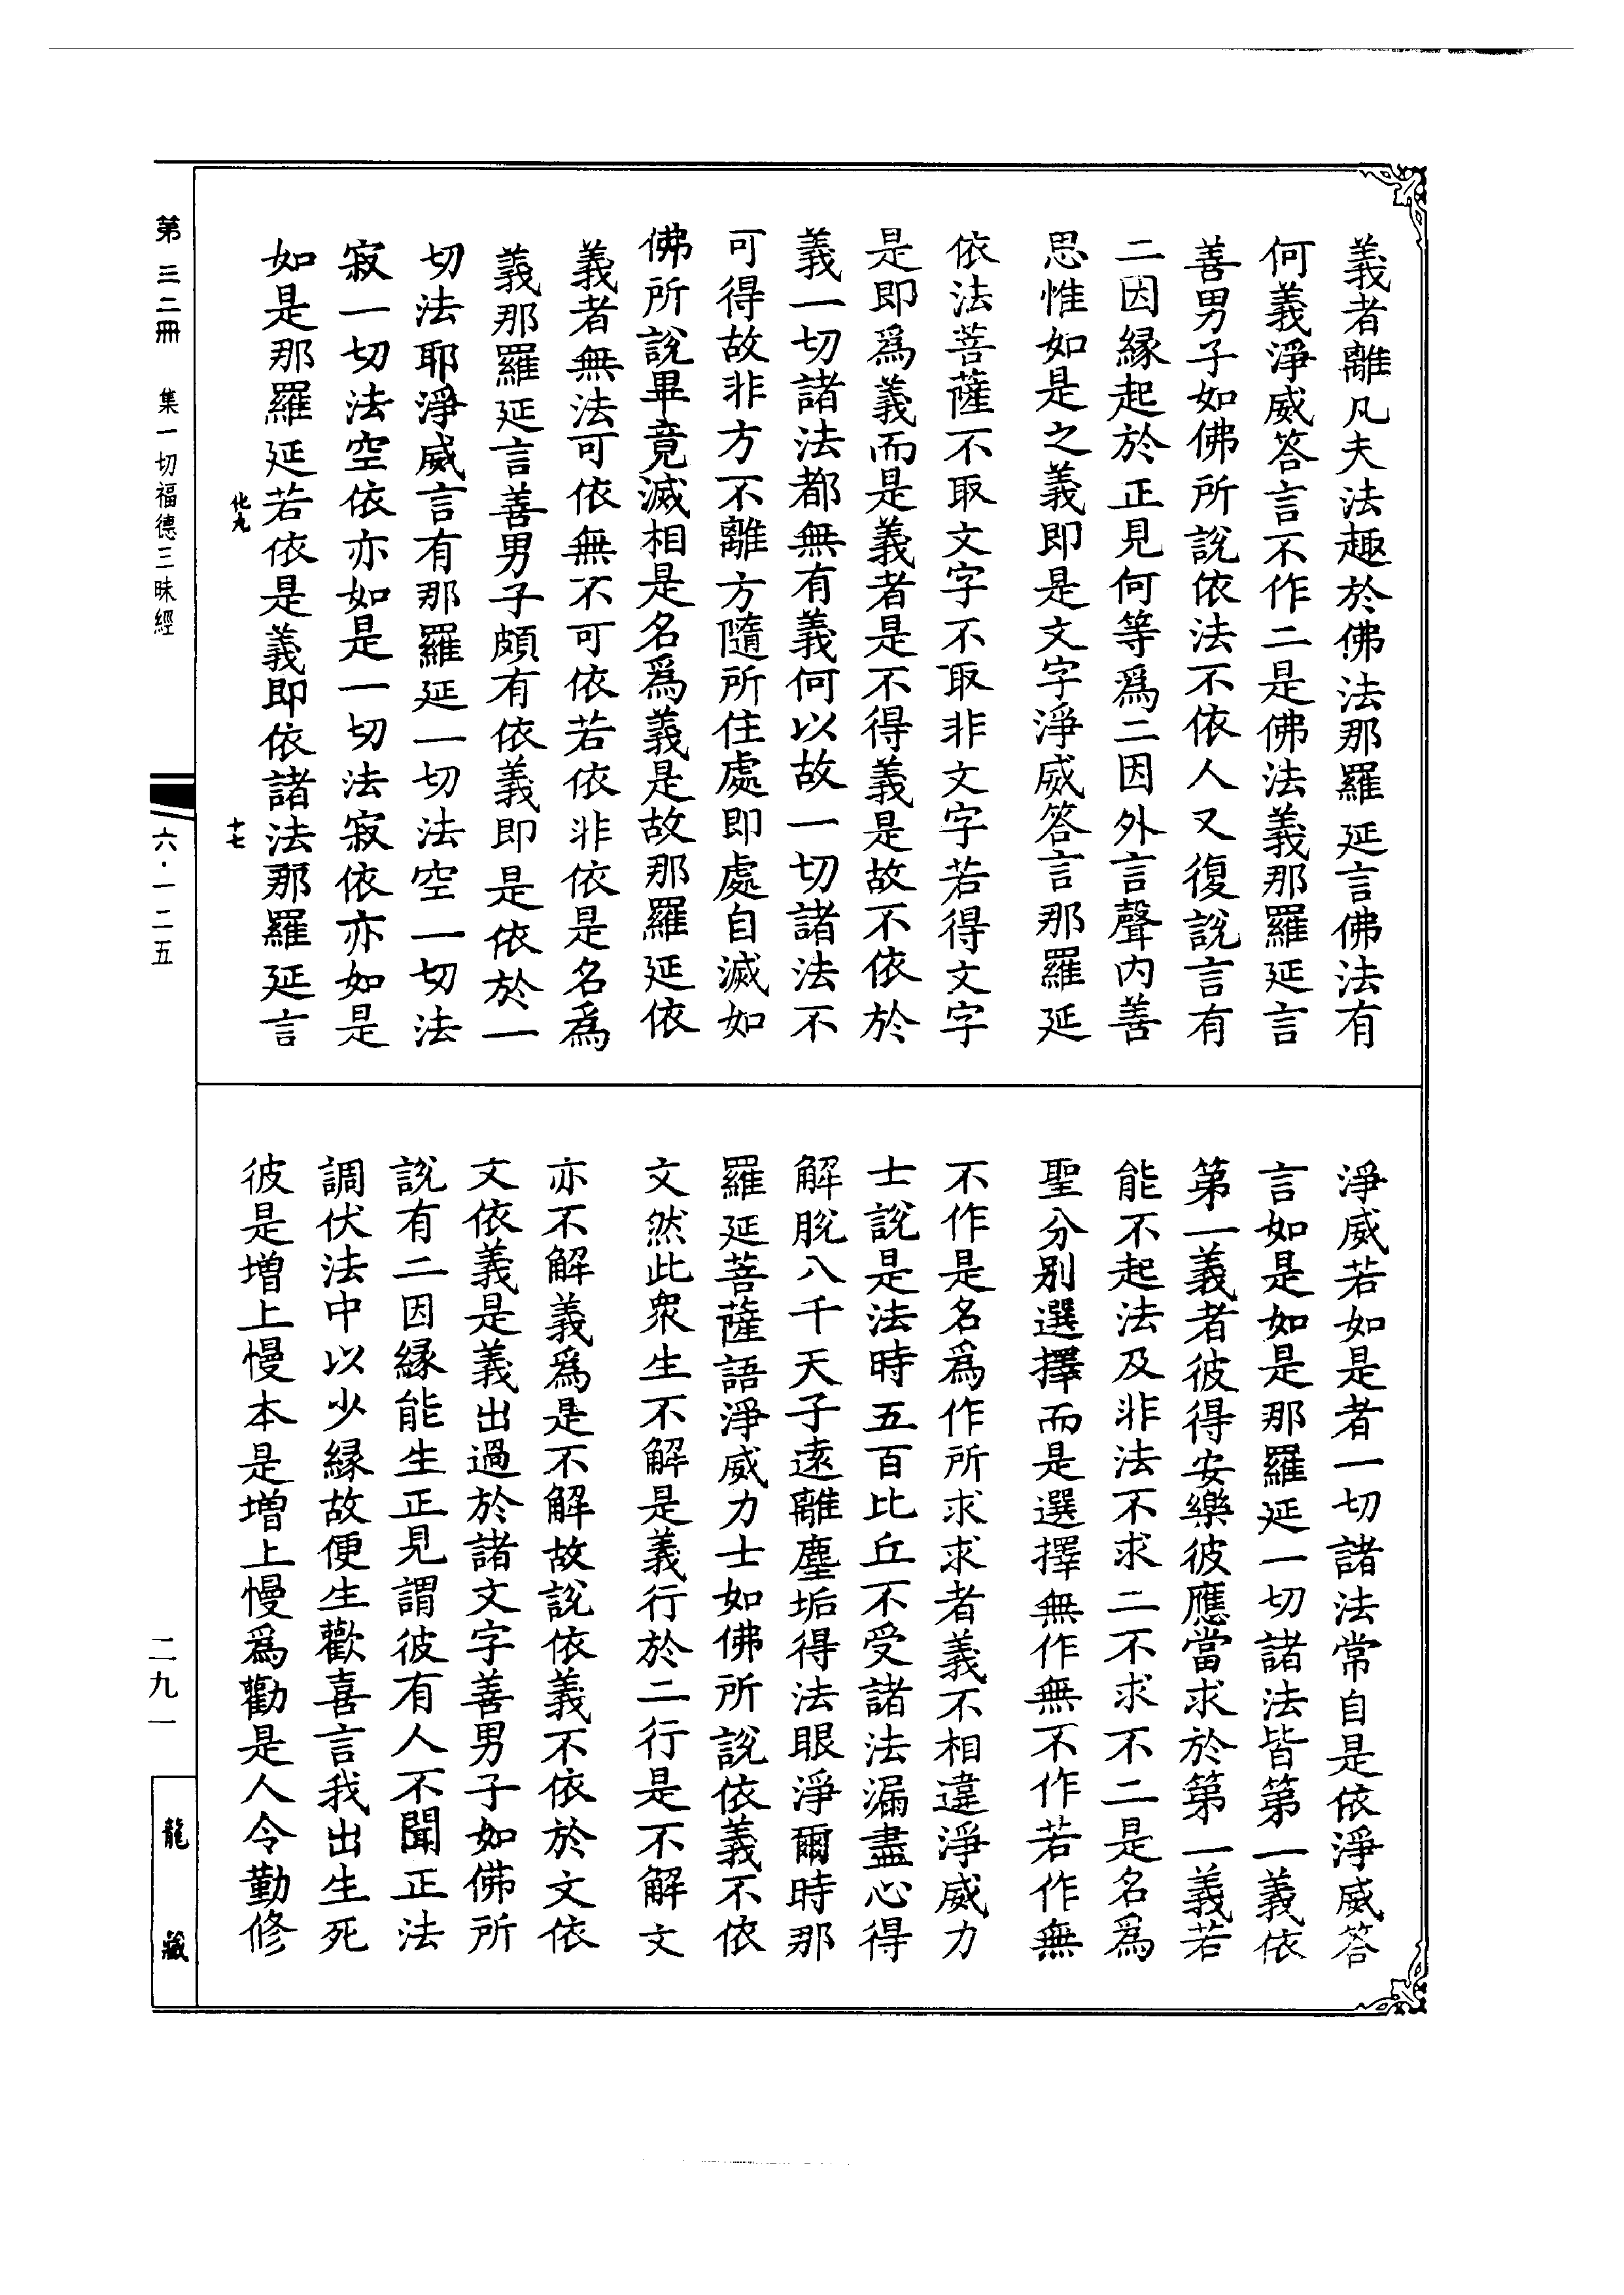 義者離凡夫法趣於佛法那羅延言佛法有
何義淨威答言不作二是佛法義那羅延言
善男子如佛所說依法不依人又復說言有
二因緣起於正見何等爲二因外言聲內善
思惟如是之義即是文字淨威答言那羅延
依法菩薩不取文字不取非文字若得文字
是即爲義而是義者是不得義是故不依於
義一切諸法都無有義何以故一切諸法不
可得故非方不離方隨所住處即處自滅如
佛所說畢竟滅相是名爲義是故那羅延依
義者無法可依無不可依若依非依是名爲
義那羅延言善男子頗有依義即是依於一
切法耶淨威言有那羅延一切法空一切法
寂一切法空依亦如是一切法寂依亦如是
如是那羅延若依是義即依諸法那羅延言
淨威若如是者一切諸法常自是依淨威答
言如是如是那羅延一切諸法皆第一義依
第一義者彼得安樂彼應當求於第一義若
能不起法及非法不求二不求不二是名爲
聖分別選擇而是選擇無作無不作若作無
不作是名爲作所求求者義不相違淨威力
士說是法時五百比丘不受諸法漏盡心得
解脫八千天子遠離塵垢得法眼淨爾時那
羅延菩薩語淨威力士如佛所說依義不依
文然此衆生不解是義行於二行是不解文
亦不解義爲是不解故說依義不依於文依
文依義是義出過於諸文字善男子如佛所
說有二因緣能生正見謂彼有人不聞正法
調伏法中以少緣故便生歡喜言我出生死
彼是增上慢本是增上慢爲勸是人令勤修
化九
十七
第三二冊 集一切福德三昧經
六·一二五
二九一
龍藏